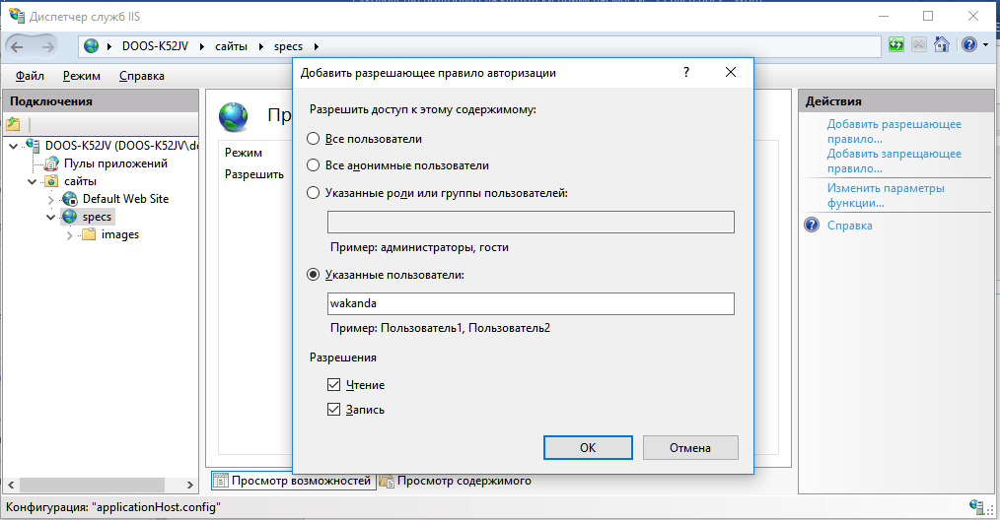 Диспетчер служб IIS
DOOS-K52JV
сайты
specs
Файл
Режим
Справка
Подключения
DOOS-K52JV (DOOS-K52JV\d
Пулы приложений
сайты
Default Web Site
specs
images
Пр
Режим
Разрешить
Просмотр возможностей
Просмотр содержимого
Добавить разрешающее правило авторизации
?
Разрешить доступ к этому содержимому:
Все пользователи
Все анонимные пользователи
Указанные роли или группы пользователей:
Пример: администраторы, гости
Указанные пользователи:
wakanda
Пример: Пользователь1, Пользователь2
Разрешения
Чтение
Запись
OK
Отмена
Действия
Добавить разрешающее
правило...
Добавить запрещающее
правило...
Изменить параметры
функции...
Справка
Конфигурация: "applicationHost.config"